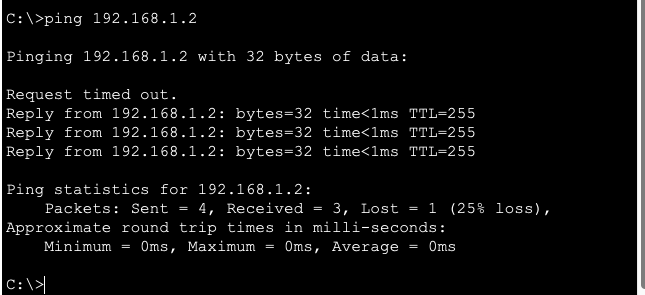 C:\>ping 192.168.1.2
Pinging 192.168.1.2 with 32 bytes of data:
Request timed out.
Reply from 192.168.1.2: bytes=32 time<1ms TTL=255
Reply from 192.168.1.2: bytes=32 time<1ms TTL=255
Reply from 192.168.1.2: bytes=32 time<1ms TTL=255
Ping statistics for 192.168.1.2:
    Packets: Sent = 4, Received = 3, Lost = 1 (25% loss),
Approximate round trip times in milli-seconds:
    Minimum = 0ms, Maximum = 0ms, Average = 0ms
C:\>